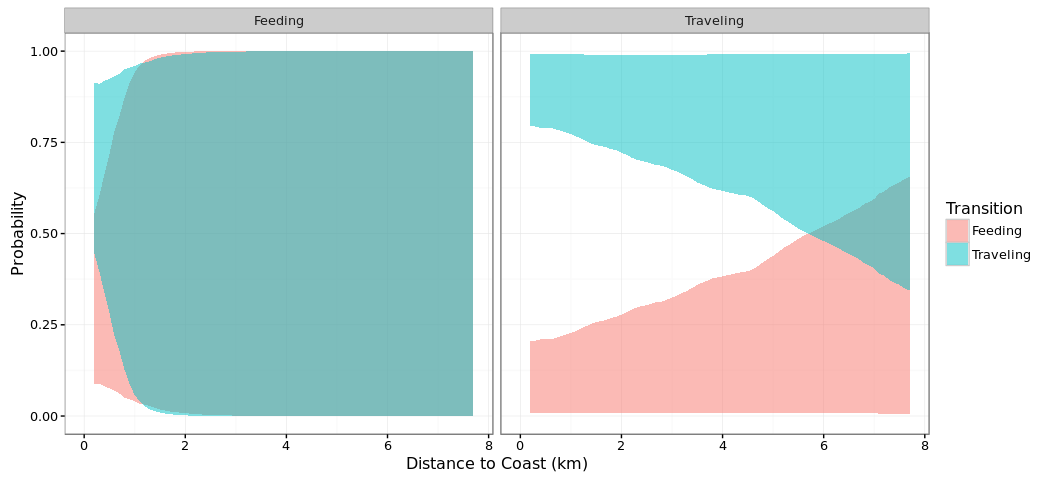 Feeding
Traveling
1.00
0.75
0.50
0.25
0.00
Probability
0 2 4 6 8
0 2 4 6 8
Distance to Coast (km)
Transition
Feeding
Traveling